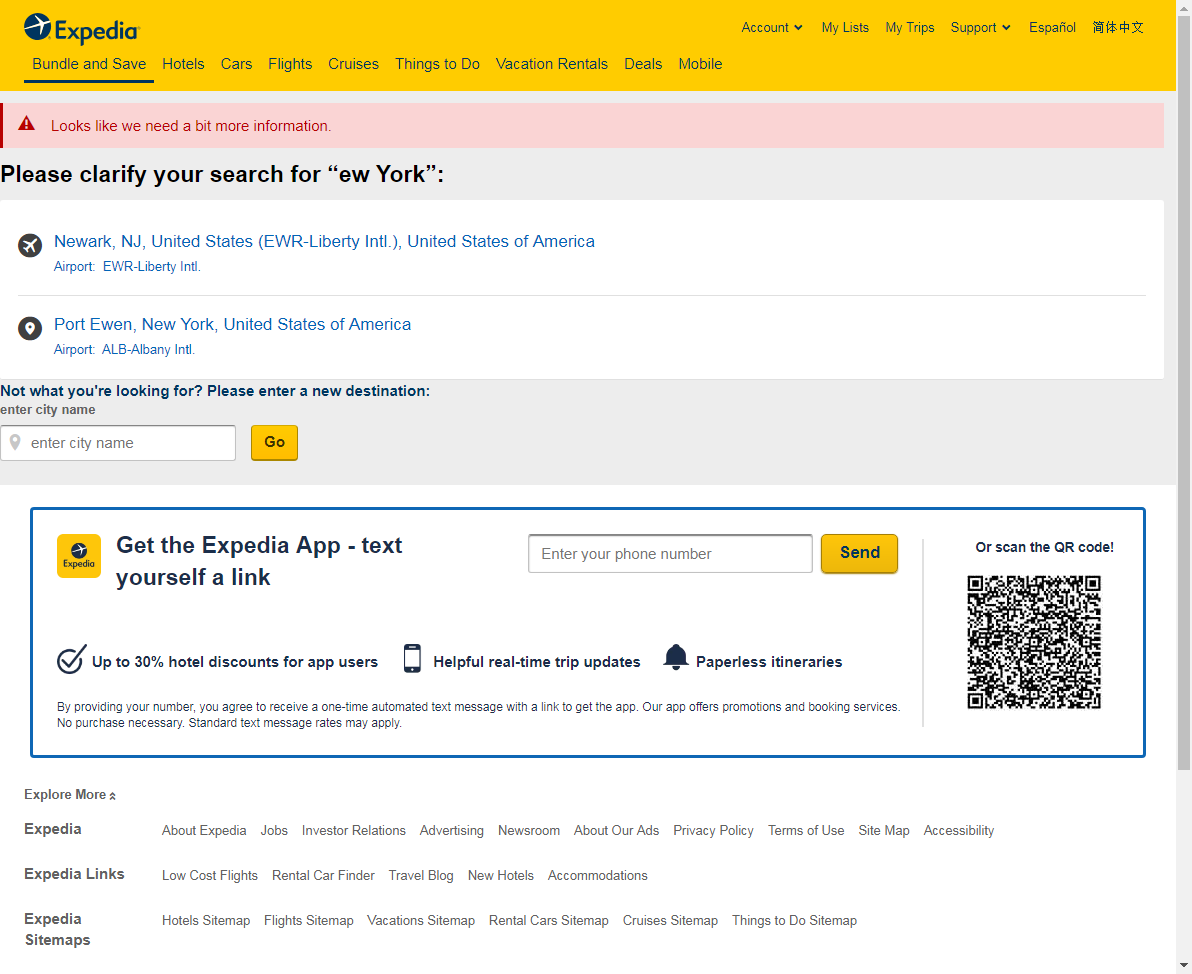 Expedia
Account My Lists My Trips Support Español 简体中文
Bundle and Save Hotels Cars Flights Cruises Things to Do Vacation Rentals Deals Mobile
Looks like we need a bit more information.
Please clarify your search for “ew York”:
Newark, NJ, United States (EWR-Liberty Intl.), United States of America
Airport: EWR-Liberty Intl.
Port Ewen, New York, United States of America
Airport: ALB-Albany Intl.
Not what you're looking for? Please enter a new destination:
enter city name
enter city name Go
Get the Expedia App - text
yourself a link
Expedia
Enter your phone number Send
Or scan the QR code!
Up to 30% hotel discounts for app users Helpful real-time trip updates Paperless itineraries
By providing your number, you agree to receive a one-time automated text message with a link to get the app. Our app offers promotions and booking services.
No purchase necessary. Standard text message rates may apply.
Explore More
Expedia About Expedia Jobs Investor Relations Advertising Newsroom About Our Ads Privacy Policy Terms of Use Site Map Accessibility
Expedia Links Low Cost Flights Rental Car Finder Travel Blog New Hotels Accommodations
Expedia
Sitemaps
Hotels Sitemap Flights Sitemap Vacations Sitemap Rental Cars Sitemap Cruises Sitemap Things to Do Sitemap